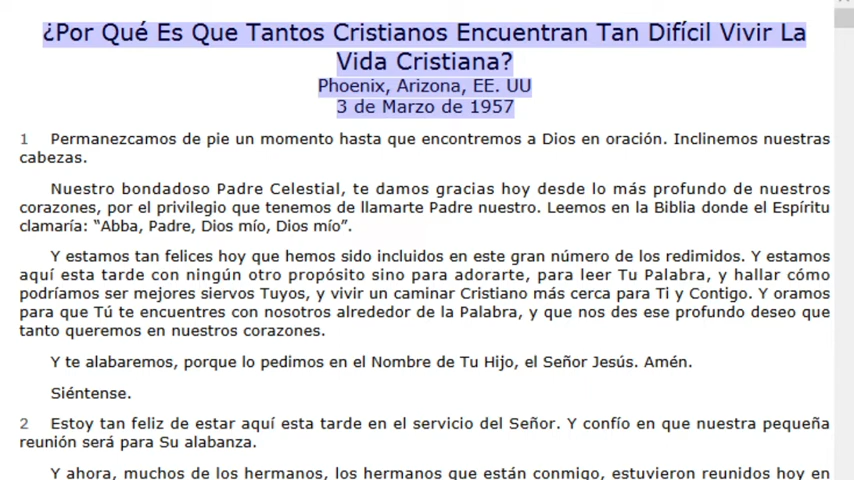 ¿Por Qué Es Que Tantos Cristianos Encuentran Tan Difícil Vivir La
Vida Cristiana?
Phoenix, Arizona, EE. UU
3 de Marzo de 1957
1 Permanezcamos de pie un momento hasta que encontremos a Dios en oración. Inclinemos nuestras
cabezas.
Nuestro bondadoso Padre Celestial, te damos gracias hoy desde lo más profundo de nuestros
corazones, por el privilegio que tenemos de llamarte Padre nuestro. Leemos en la Biblia donde el Espíritu
clamaría: “Abba, Padre, Dios mío, Dios mío”.
Y estamos tan felices hoy que hemos sido incluidos en este gran número de los redimidos. Y estamos
aquí esta tarde con ningún otro propósito sino para adorarte, para leer Tu Palabra, y hallar cómo
podríamos ser mejores siervos Tuyos, y vivir un caminar Cristiano más cerca para Ti y Contigo. Y oramos
para que Tú te encuentres con nosotros alrededor de la Palabra, y que nos des ese profundo deseo que
tanto queremos en nuestros corazones.
Y te alabaremos, porque lo pedimos en el Nombre de Tu Hijo, el Señor Jesús. Amén.
Siéntense.
2 Estoy tan feliz de estar aquí esta tarde en el servicio del Señor. Y confío en que nuestra pequeña
reunión será para Su alabanza.
Y ahora, muchos de los hermanos, los hermanos que están conmigo, estuvieron reunidos hoy en